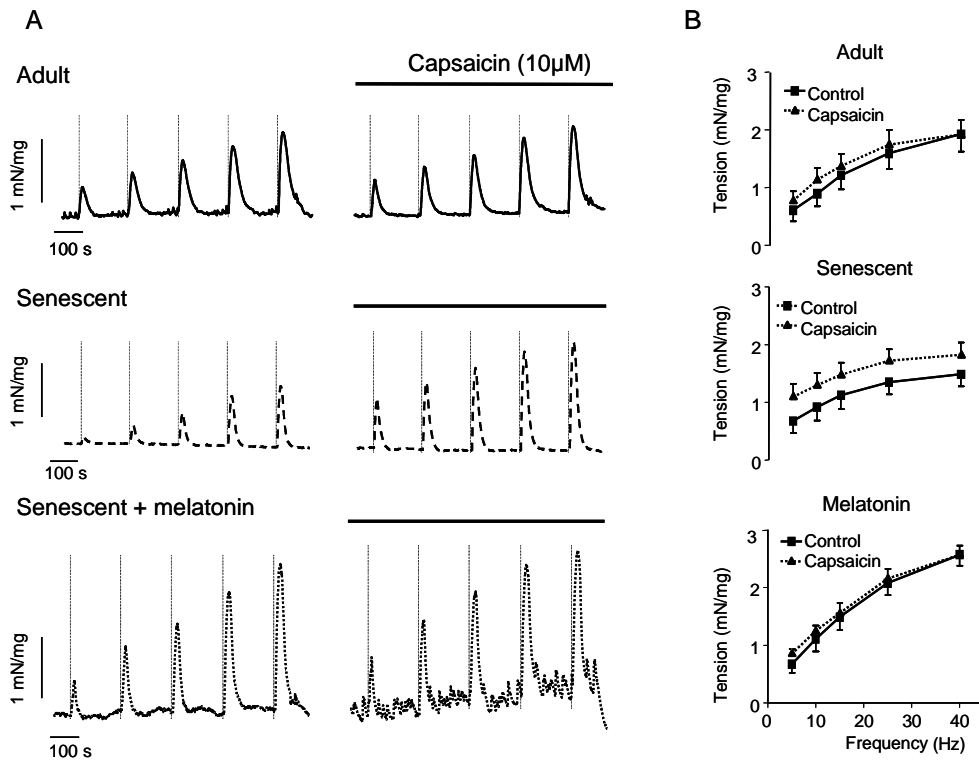 A
Adult
Capsaicin (10µM)
1 mN/mg
100 s
Senescent
1 mN/mg
100 s
Senescent + melatonin
1 mN/mg
100 s
B
Adult
3
2
1
0
Tension (mN/mg)
Control
Capsaicin
Senescent
3
2
1
0
Tension (mN/mg)
Control
Capsaicin
Melatonin
3
2
1
0
Tension (mN/mg)
Control
Capsaicin
0 10 20 30 40
Frequency (Hz)